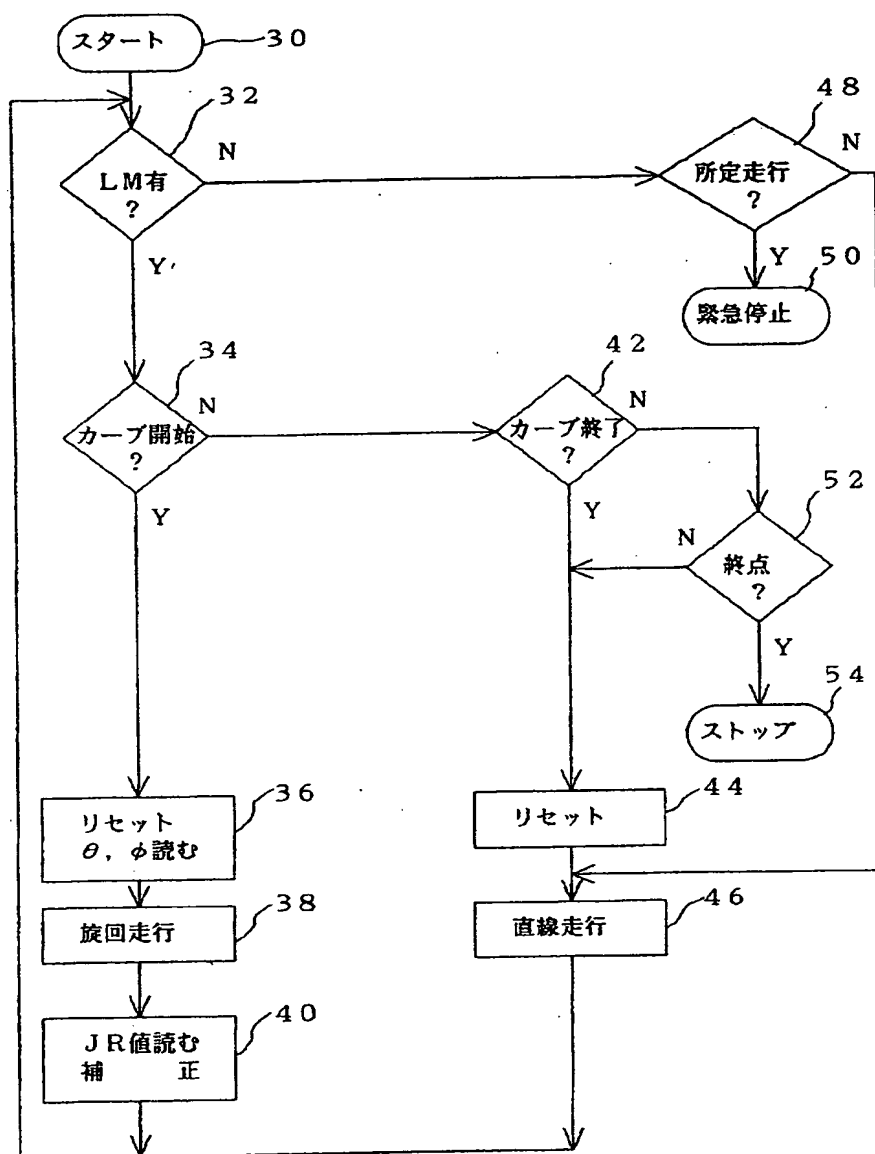 スタート
30
32
LM有
?
N
Y
48
所定走行
?
N
Y
50
緊急停止
34
カーブ開始
?
N
Y
42
カーブ終了
?
N
Y
52
終点
?
N
Y
54
ストップ
36
リセット
θ, φ読む
44
リセット
38
旋回走行
46
直線走行
40
JR値読む
補 正